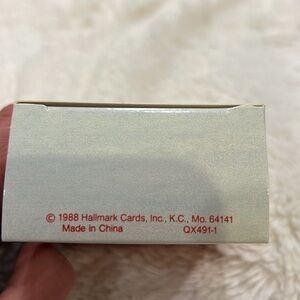 © 1988 Hallmark Cards, Inc., K.C., Mo. 64141
Made in China QX491-1